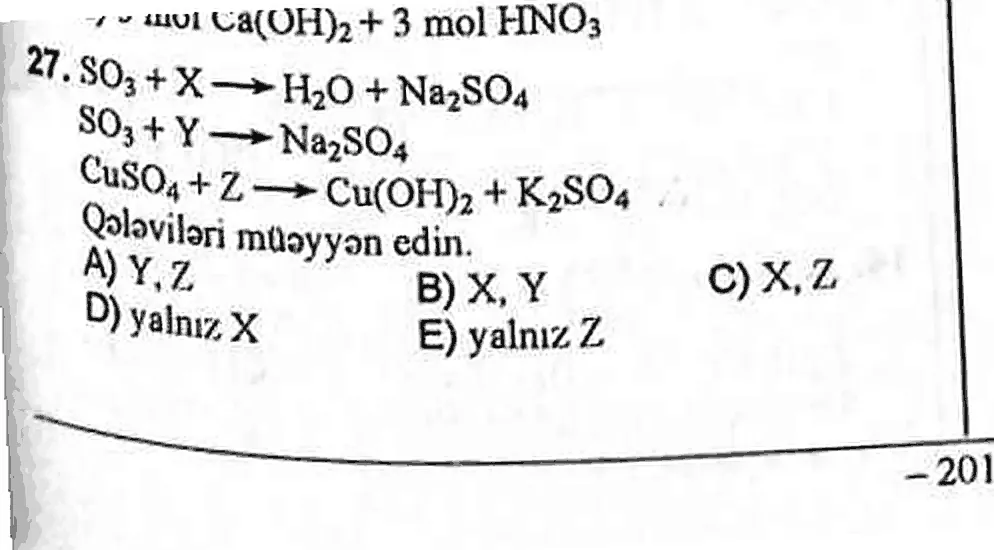 mol Ca(OH)₂ + 3 mol HNO₃
27. SO₃ + X → H₂O + Na₂SO₄
SO₃ + Y → Na₂SO₄
CuSO₄ + Z → Cu(OH)₂ + K₂SO₄
Qələviləri müəyyən edin.
A) Y, Z B) X, Y C) X, Z
D) yalnız X E) yalnız Z
– 201